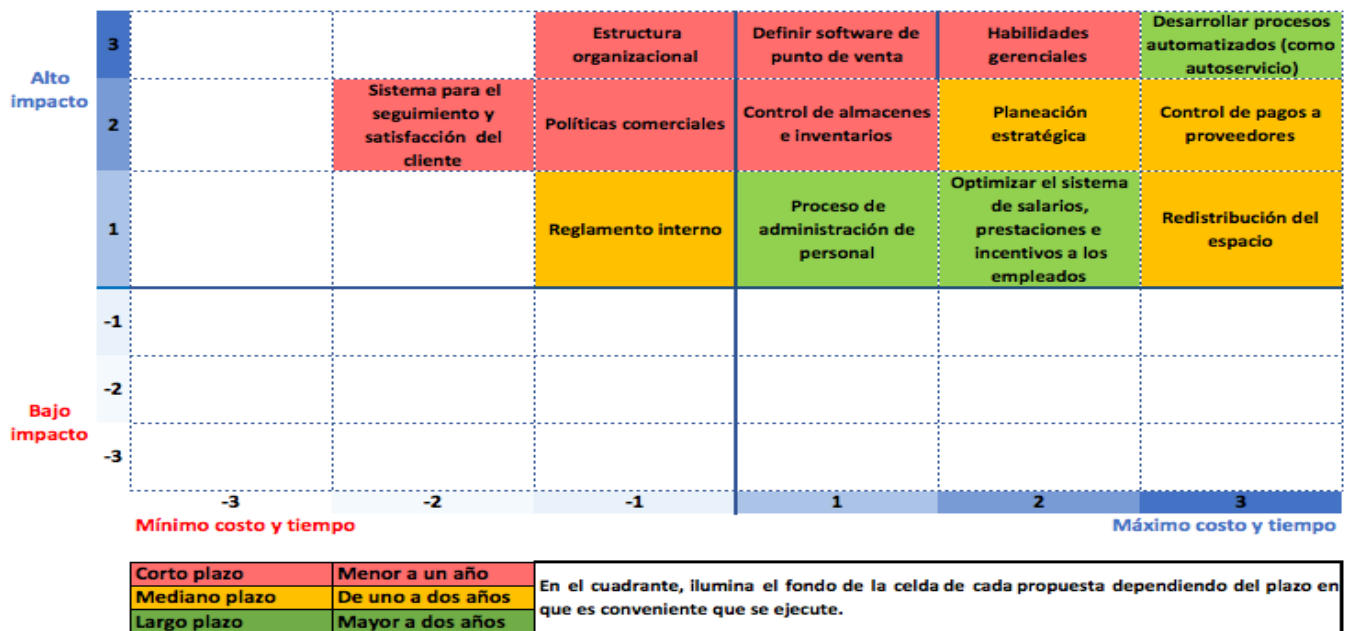 Alto
impacto
3
Estructura
organizacional
Definir software de
punto de venta
Habilidades
gerenciales
Desarrollar procesos
automatizados (como
autoservicio)
2
Sistema para el
seguimiento y
satisfacción del
cliente
Políticas comerciales
Control de almacenes
e inventarios
Planeación
estratégica
Control de pagos a
proveedores
1
Reglamento interno
Proceso de
administración de
personal
Optimizar el sistema
de salarios,
prestaciones e
incentivos a los
empleados
Redistribución del
espacio
-1
-2
Bajo
impacto
-3
-3 -2 -1 1 2 3
Mínimo costo y tiempo
Máximo costo y tiempo
Corto plazo Menor a un año
Mediano plazo De uno a dos años
Largo plazo Mayor a dos años
En el cuadrante, ilumina el fondo de la celda de cada propuesta dependiendo del plazo en
que es conveniente que se ejecute.